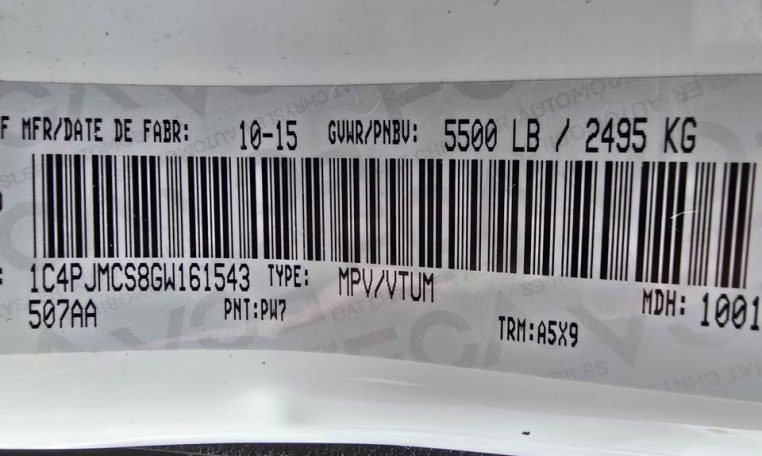 F MFR/DATE DE FABR: 10-15 GVWR/PNBV: 5500 LB / 2495 KG
1C4PJMCS8GW161543 TYPE: MPV/VTUM MDH: 1001
507AA PNT:PW7 TRM:A5X9